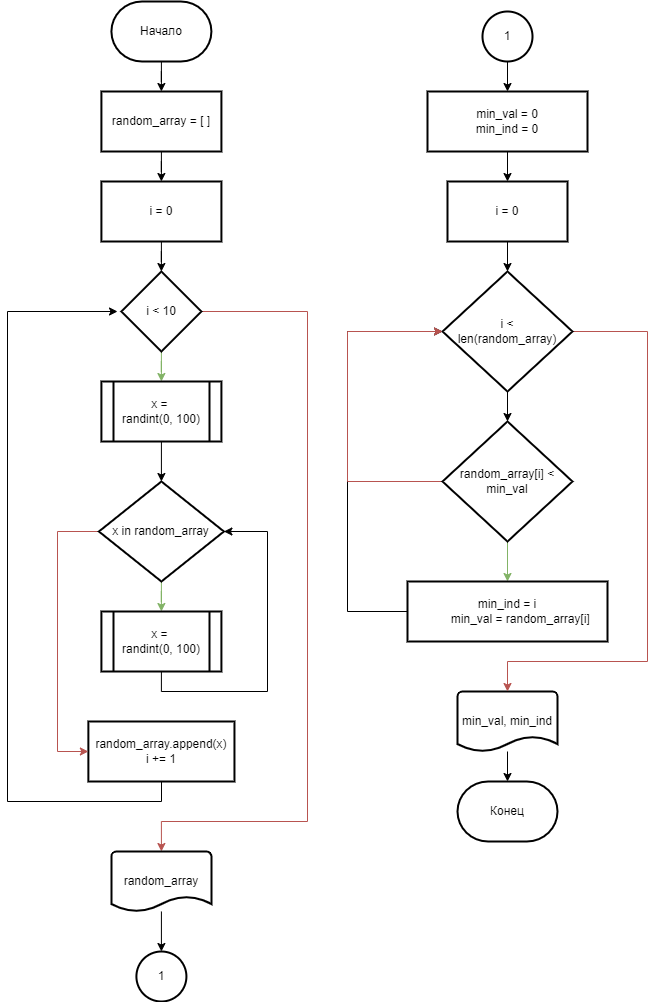 Начало
random_array = [ ]
i = 0
i < 10
x =
randint(0, 100)
x in random_array
x =
randint(0, 100)
random_array.append(x)
i += 1
random_array
1
1
min_val = 0
min_ind = 0
i = 0
i <
len(random_array)
random_array[i] <
min_val
min_ind = i
min_val = random_array[i]
min_val, min_ind
Конец